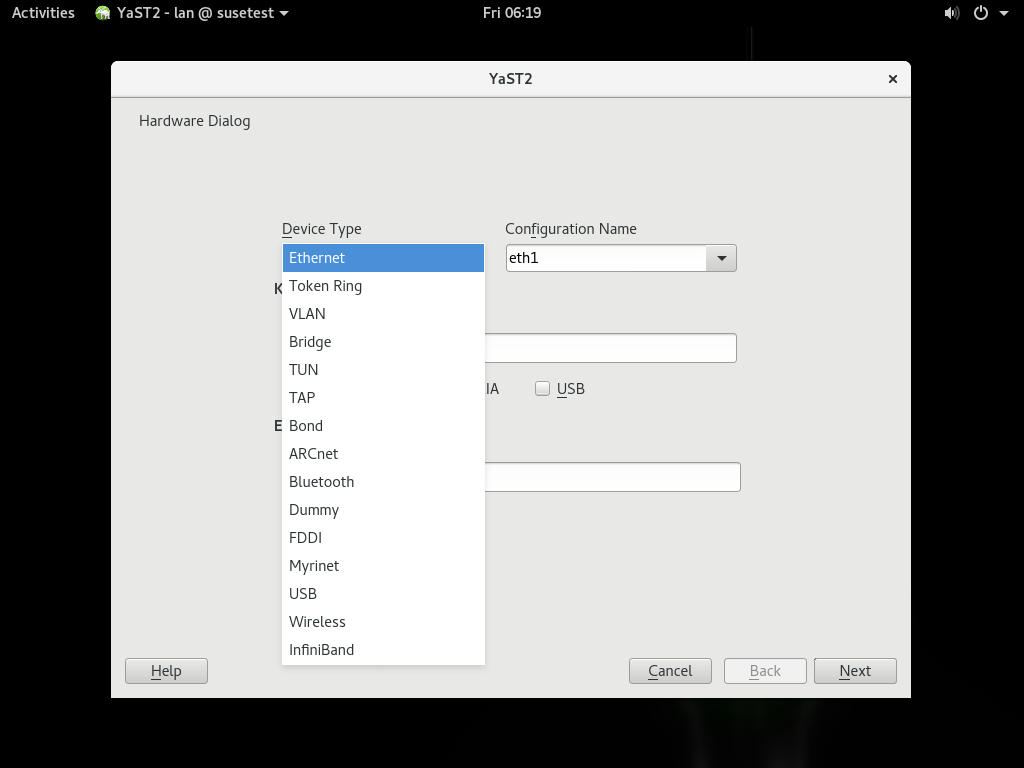 Activities YaST2 - lan @ susetest Fri 06:19
YaST2
Hardware Dialog
Device Type Configuration Name
Ethernet eth1
Token Ring
VLAN
Bridge
TUN
IA USB
TAP
Bond
ARCnet
Bluetooth
Dummy
FDDI
Myrinet
USB
Wireless
InfiniBand
Help Cancel Back Next